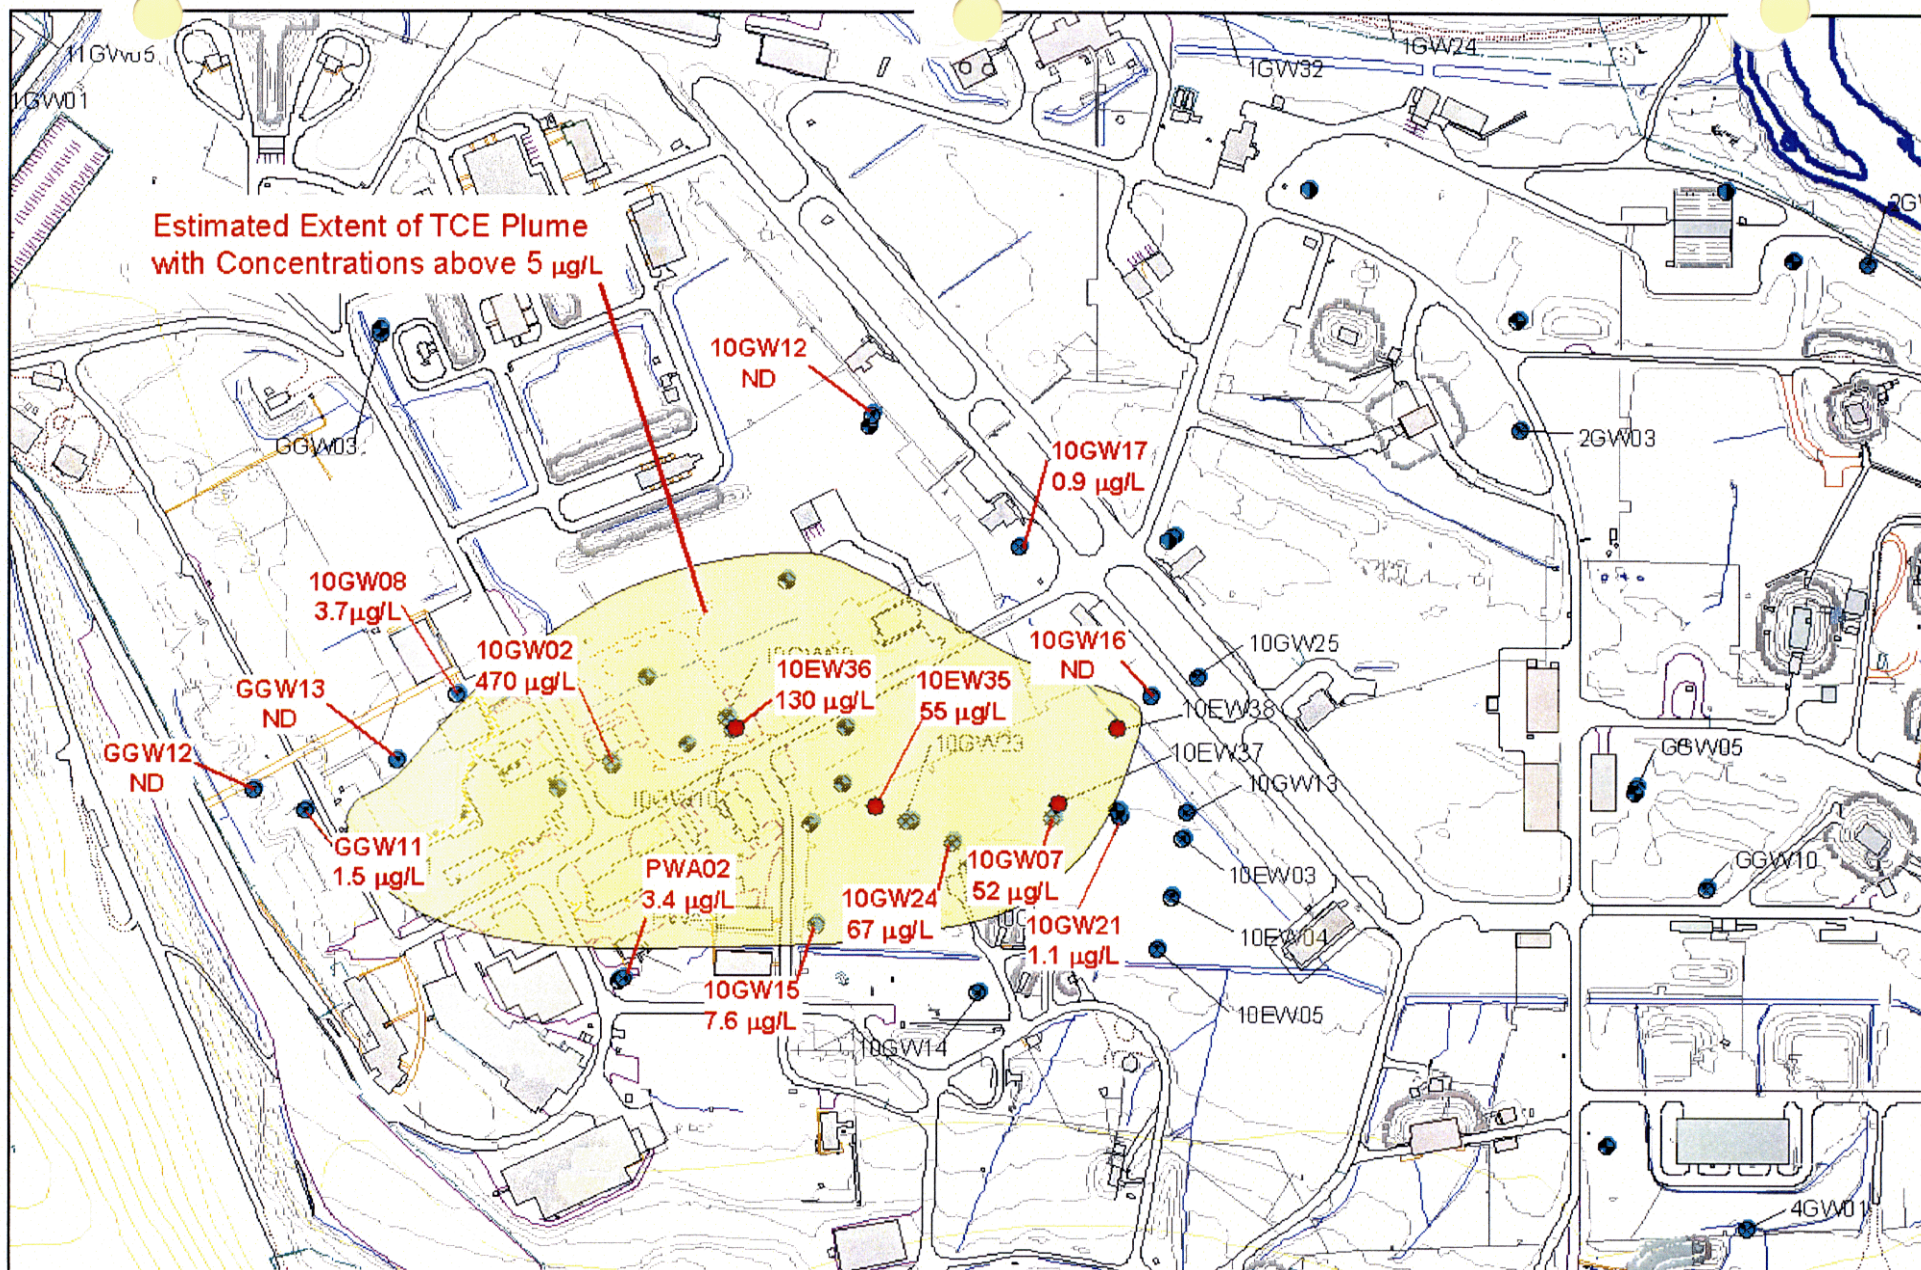 11GW05
1GW01
1GW24
1GW32
Estimated Extent of TCE Plume
with Concentrations above 5 µg/L
10GW12
ND
GGW03
2GW03
10GW17
0.9 µg/L
10GW08
3.7µg/L
10GW02
470 µg/L
10GW16
ND
10GW25
10EW36
130 µg/L
10EW35
55 µg/L
GGW13
ND
10EW38
10GW23
10EW37
GGW05
GGW12
ND
10GW13
10GW10
GGW11
1.5 µg/L
PWA02
3.4 µg/L
10GW24
67 µg/L
10GW07
52 µg/L
10EW03
GGW10
10GW21
1.1 µg/L
10EW04
10GW15
7.6 µg/L
10EW05
10GW14
4GW01